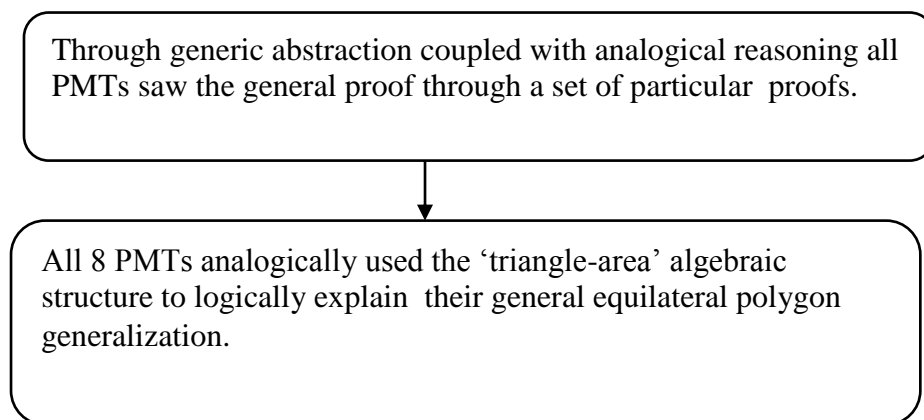 Through generic abstraction coupled with analogical reasoning all
PMTs saw the general proof through a set of particular proofs.
All 8 PMTs analogically used the ‘triangle-area’ algebraic
structure to logically explain their general equilateral polygon
generalization.